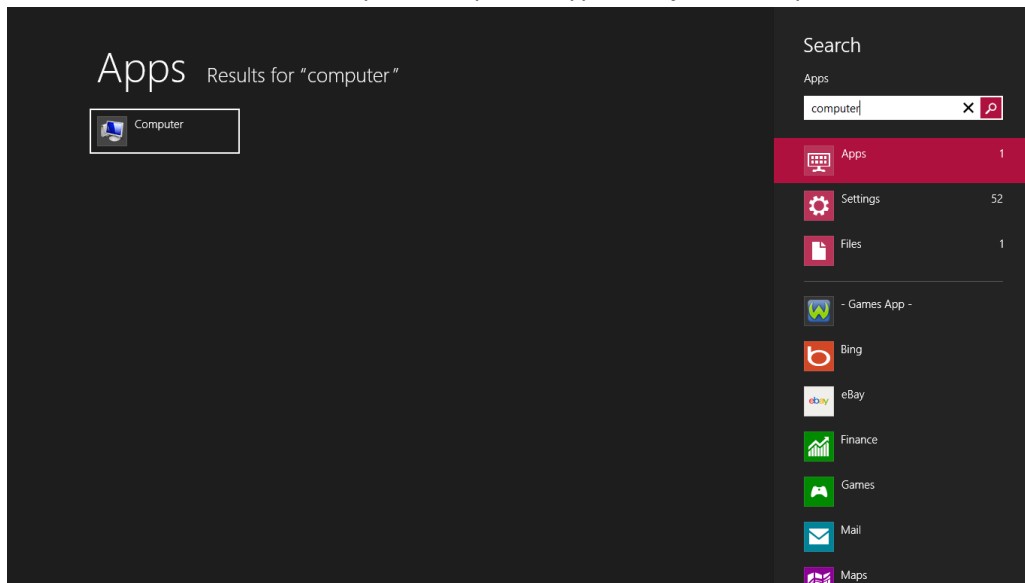 Apps Results for "computer"
Computer
Search
Apps
computer
Apps 1
Settings 52
Files 1
- Games App -
Bing
ebay eBay
Finance
Games
Mail
Maps